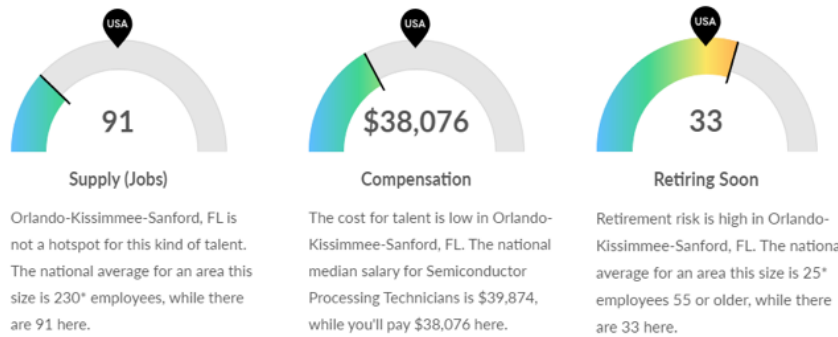 USA
91
Supply (Jobs)
Orlando-Kissimmee-Sanford, FL is
not a hotspot for this kind of talent.
The national average for an area this
size is 230* employees, while there
are 91 here.
USA
$38,076
Compensation
The cost for talent is low in Orlando-
Kissimmee-Sanford, FL. The national
median salary for Semiconductor
Processing Technicians is $39,874,
while you'll pay $38,076 here.
USA
33
Retiring Soon
Retirement risk is high in Orlando-
Kissimmee-Sanford, FL. The nationa
average for an area this size is 25*
employees 55 or older, while there
are 33 here.